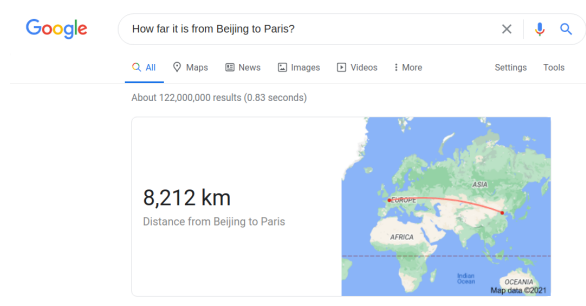 Google How far it is from Beijing to Paris?
All Maps News Images Videos More Settings Tools
About 122,000,000 results (0.83 seconds)
8,212 km
Distance from Beijing to Paris
ASIA
EUROPE
AFRICA
Indian
Ocean
OCEANIA
Map data ©2021